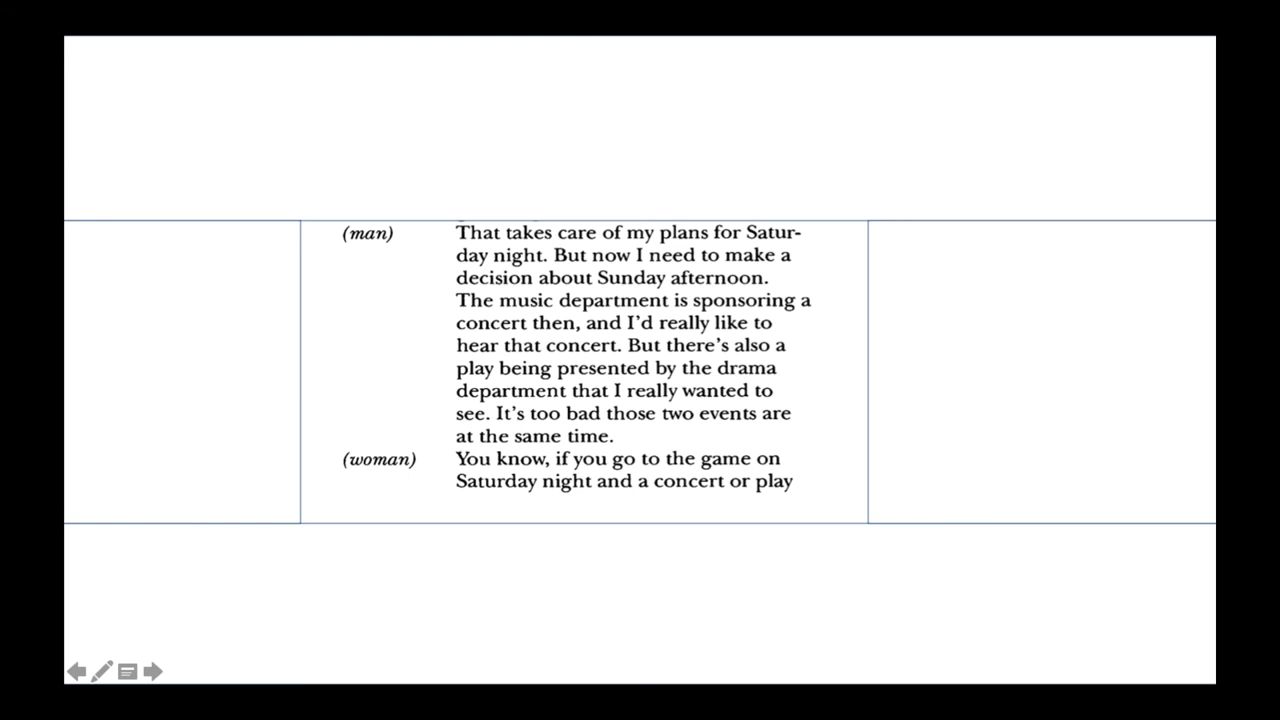 (man) That takes care of my plans for Satur-
day night. But now I need to make a
decision about Sunday afternoon.
The music department is sponsoring a
concert then, and I'd really like to
hear that concert. But there's also a
play being presented by the drama
department that I really wanted to
see. It's too bad those two events are
at the same time.
(woman) You know, if you go to the game on
Saturday night and a concert or play